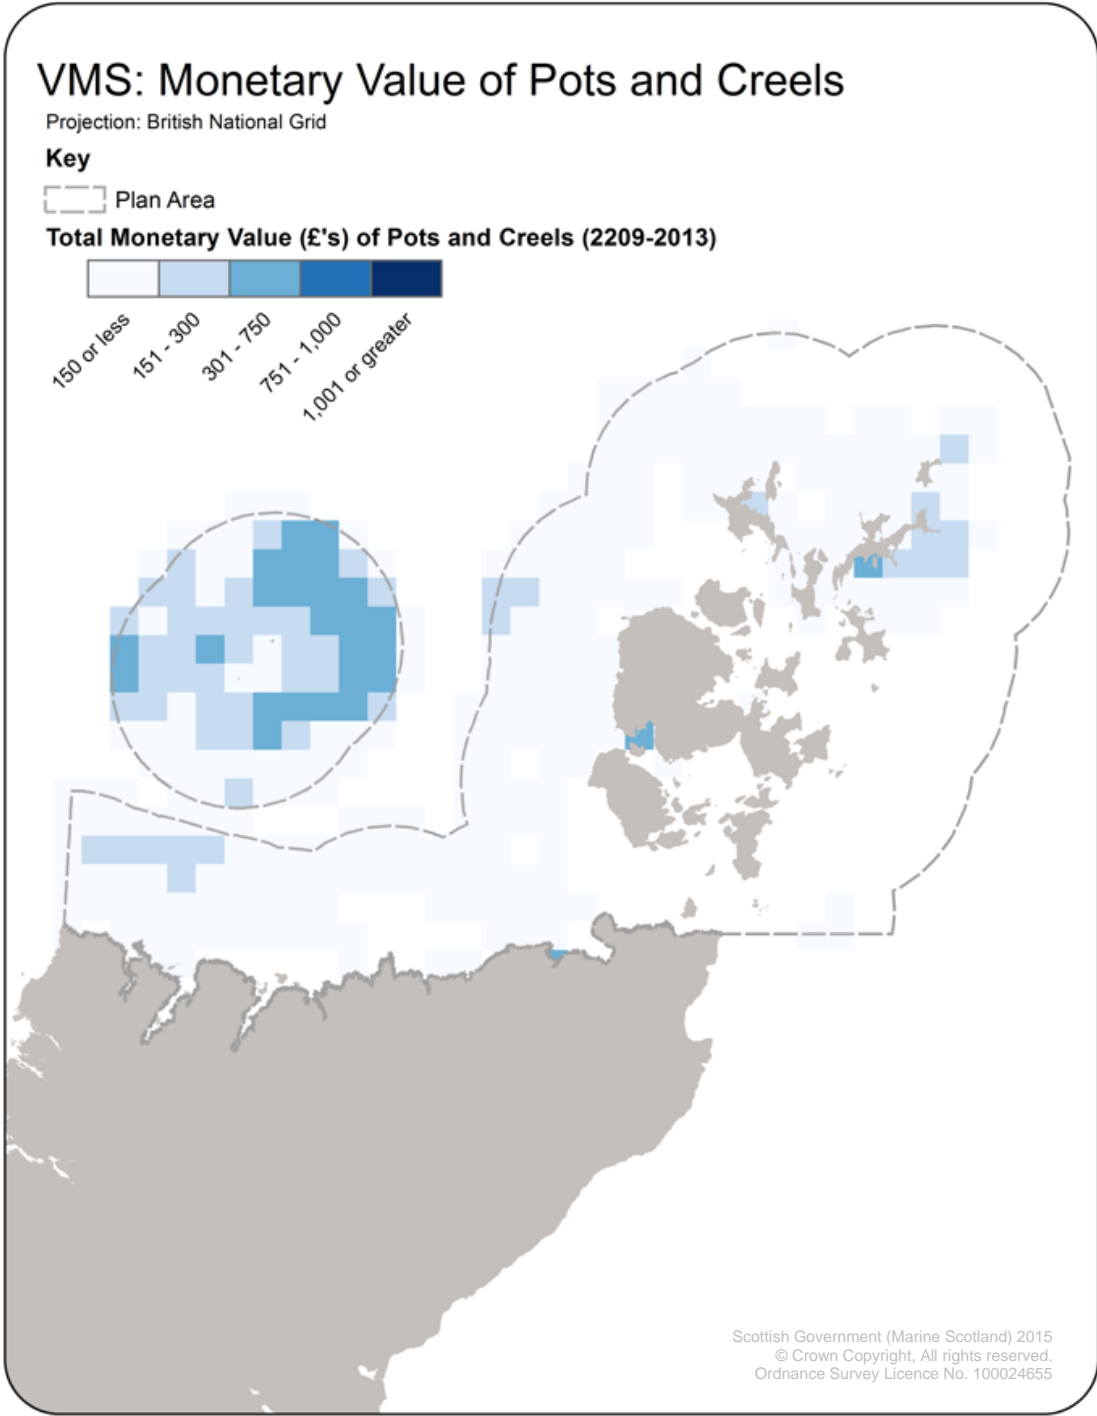 VMS: Monetary Value of Pots and Creels
Projection: British National Grid
Key
Plan Area
Total Monetary Value (£'s) of Pots and Creels (2209-2013)
150 or less
151 - 300
301 - 750
751 - 1,000
1,001 or greater
Scottish Government (Marine Scotland) 2015
© Crown Copyright, All rights reserved.
Ordnance Survey Licence No. 100024655